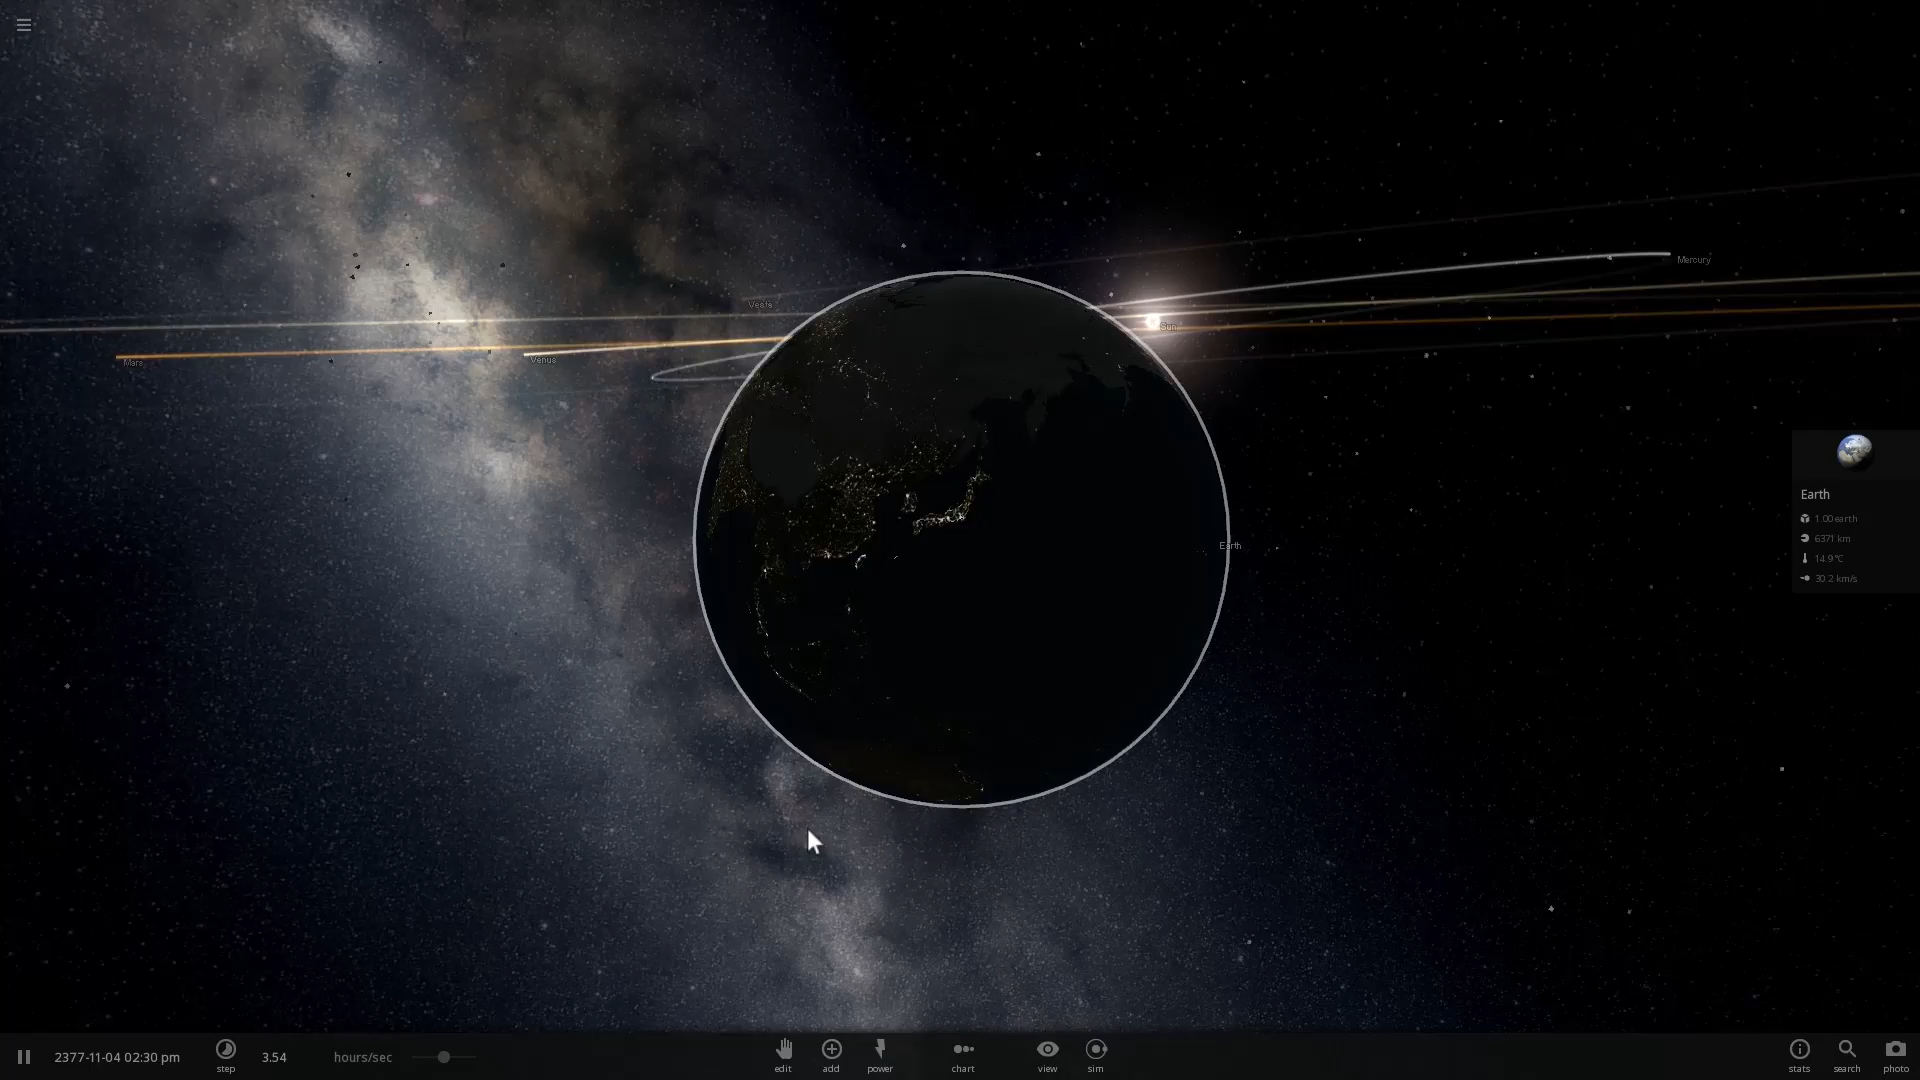 Mercury
Vesta
Sun
Venus
Mars
Earth
Earth
1.00 earth
6371 km
14.9 °C
30.2 km/s
2377-11-04 02:30 pm
step
3.54
hours/sec
edit
add
power
chart
view
sim
stats
search
photo